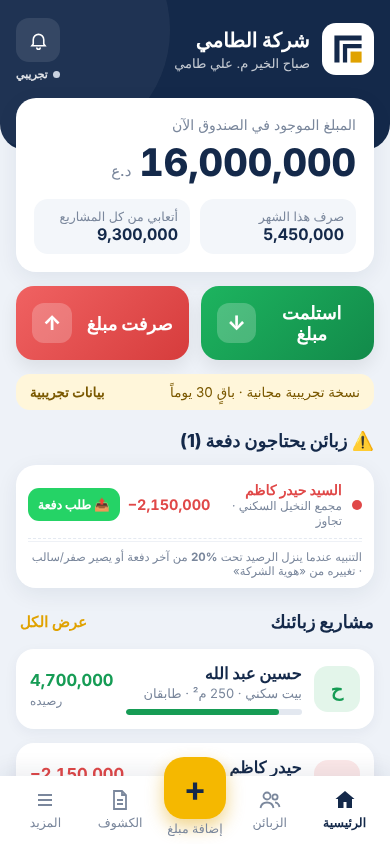 شركة الطامي
صباح الخير م. علي طامي
تجريبي
المبلغ الموجود في الصندوق الآن
16,000,000 د.ع
صرف هذا الشهر
5,450,000
أتعابي من كل المشاريع
9,300,000
استلمت مبلغ
صرفت مبلغ
نسخة تجريبية مجانية · باقٍ 30 يوماً
بيانات تجريبية
⚠️ زبائن يحتاجون دفعة (1)
السيد حيدر كاظم
مجمع النخيل السكني · تجاوز
−2,150,000
📤 طلب دفعة
التنبيه عندما ينزل الرصيد تحت 20% من آخر دفعة أو يصير صفر/سالب
· تغييره من «هوية الشركة»
مشاريع زبائنك
عرض الكل
ح
حسين عبد الله
بيت سكني · 250 م² · طابقان
4,700,000
رصيده
حيدر كاظم
−2,150,000
الرئيسية
الزبائن
+
إضافة مبلغ
الكشوف
المزيد